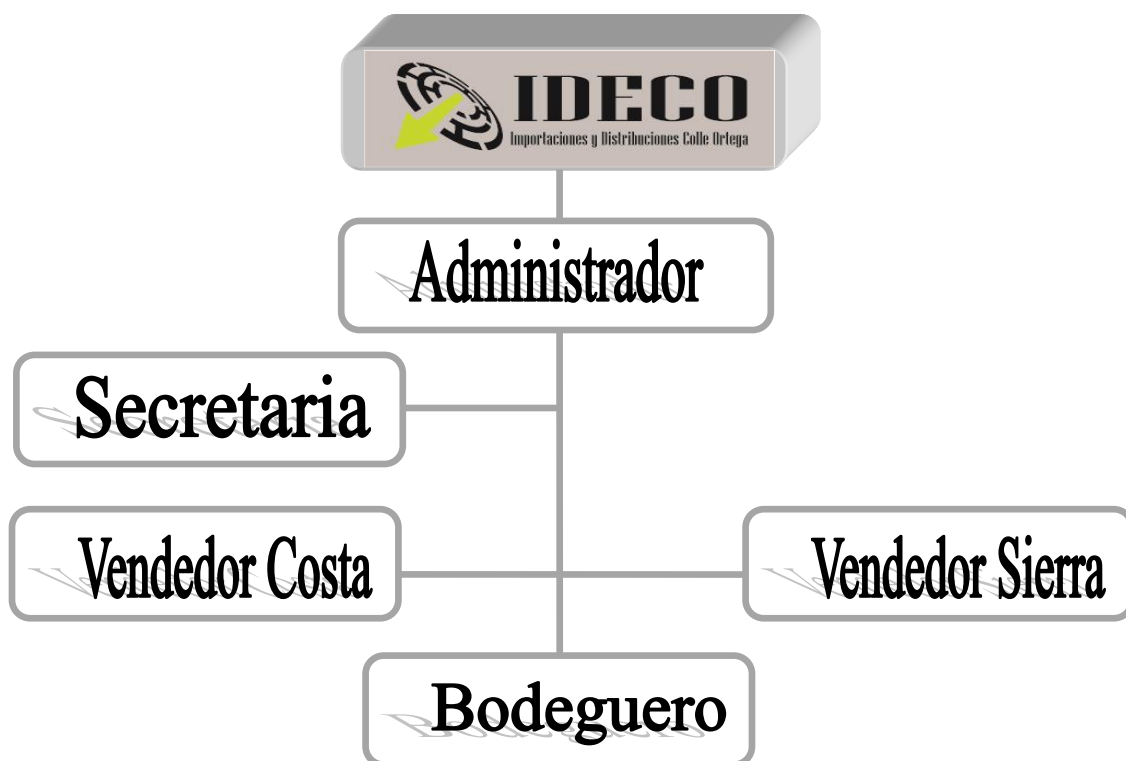 IDECO
Importaciones y Distribuciones Colle Ortega
Administrador
Secretaria
Vendedor Costa
Vendedor Sierra
Bodeguero